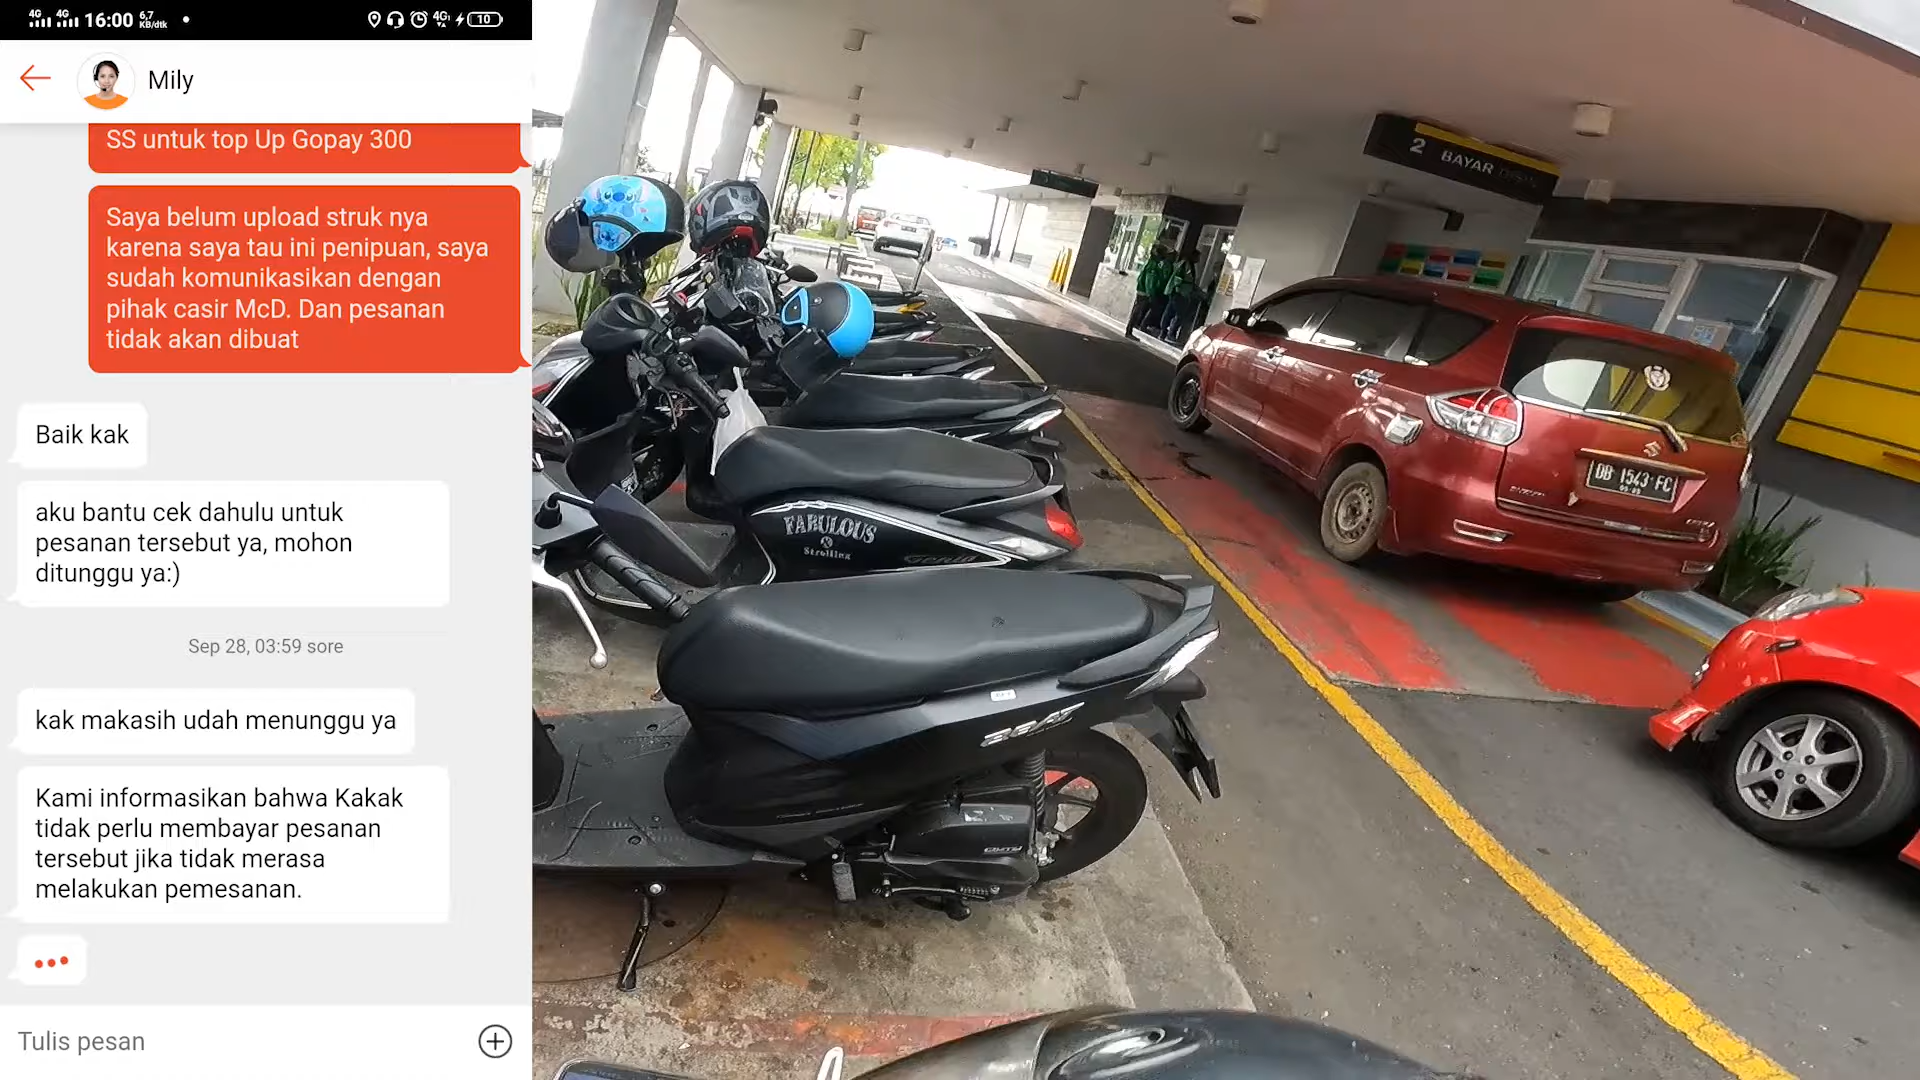 4G 4G 16:00 6,7 KB/dtk 4G 10
Mily
SS untuk top Up Gopay 300
Saya belum upload struk nya
karena saya tau ini penipuan, saya
sudah komunikasikan dengan
pihak casir McD. Dan pesanan
tidak akan dibuat
Baik kak
aku bantu cek dahulu untuk
pesanan tersebut ya, mohon
ditunggu ya:)
Sep 28, 03:59 sore
kak makasih udah menunggu ya
Kami informasikan bahwa Kakak
tidak perlu membayar pesanan
tersebut jika tidak merasa
melakukan pemesanan.
Tulis pesan
2 BAYAR
DB 1543 FC
FABULOUS
&
Strolling
Genio
BEAT